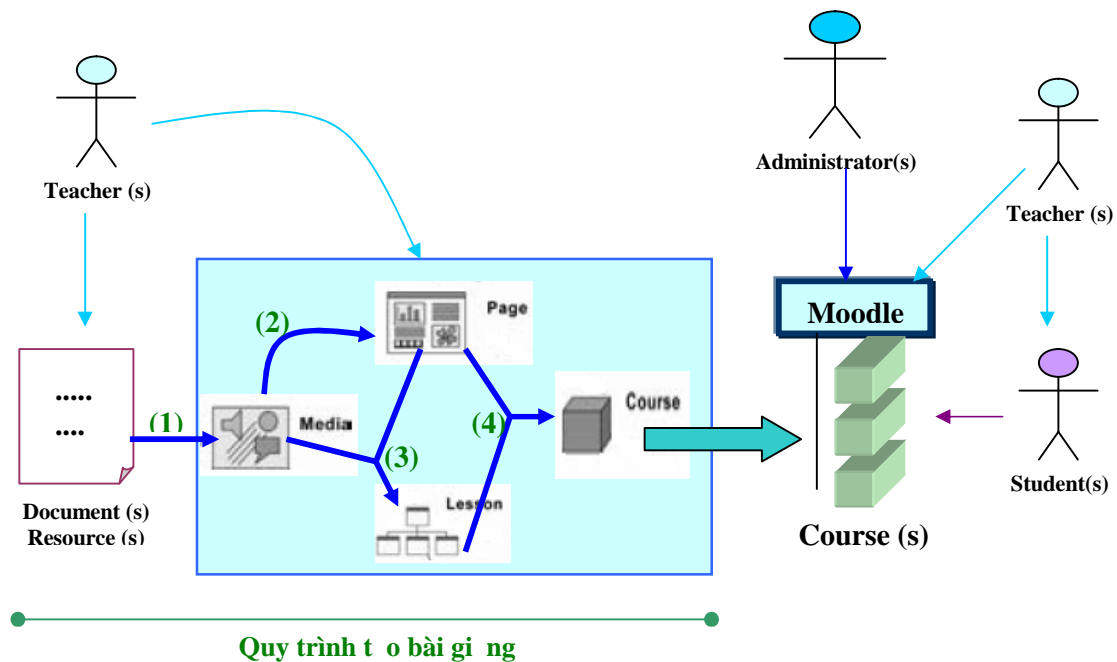 Teacher (s)
Administrator(s)
Teacher (s)
Moodle
Page
(2)
.....
....
(1)
Media
(3)
(4)
Course
Lesson
Document (s)
Resource (s)
Course (s)
Student(s)
Quy trình t o bài gi ng